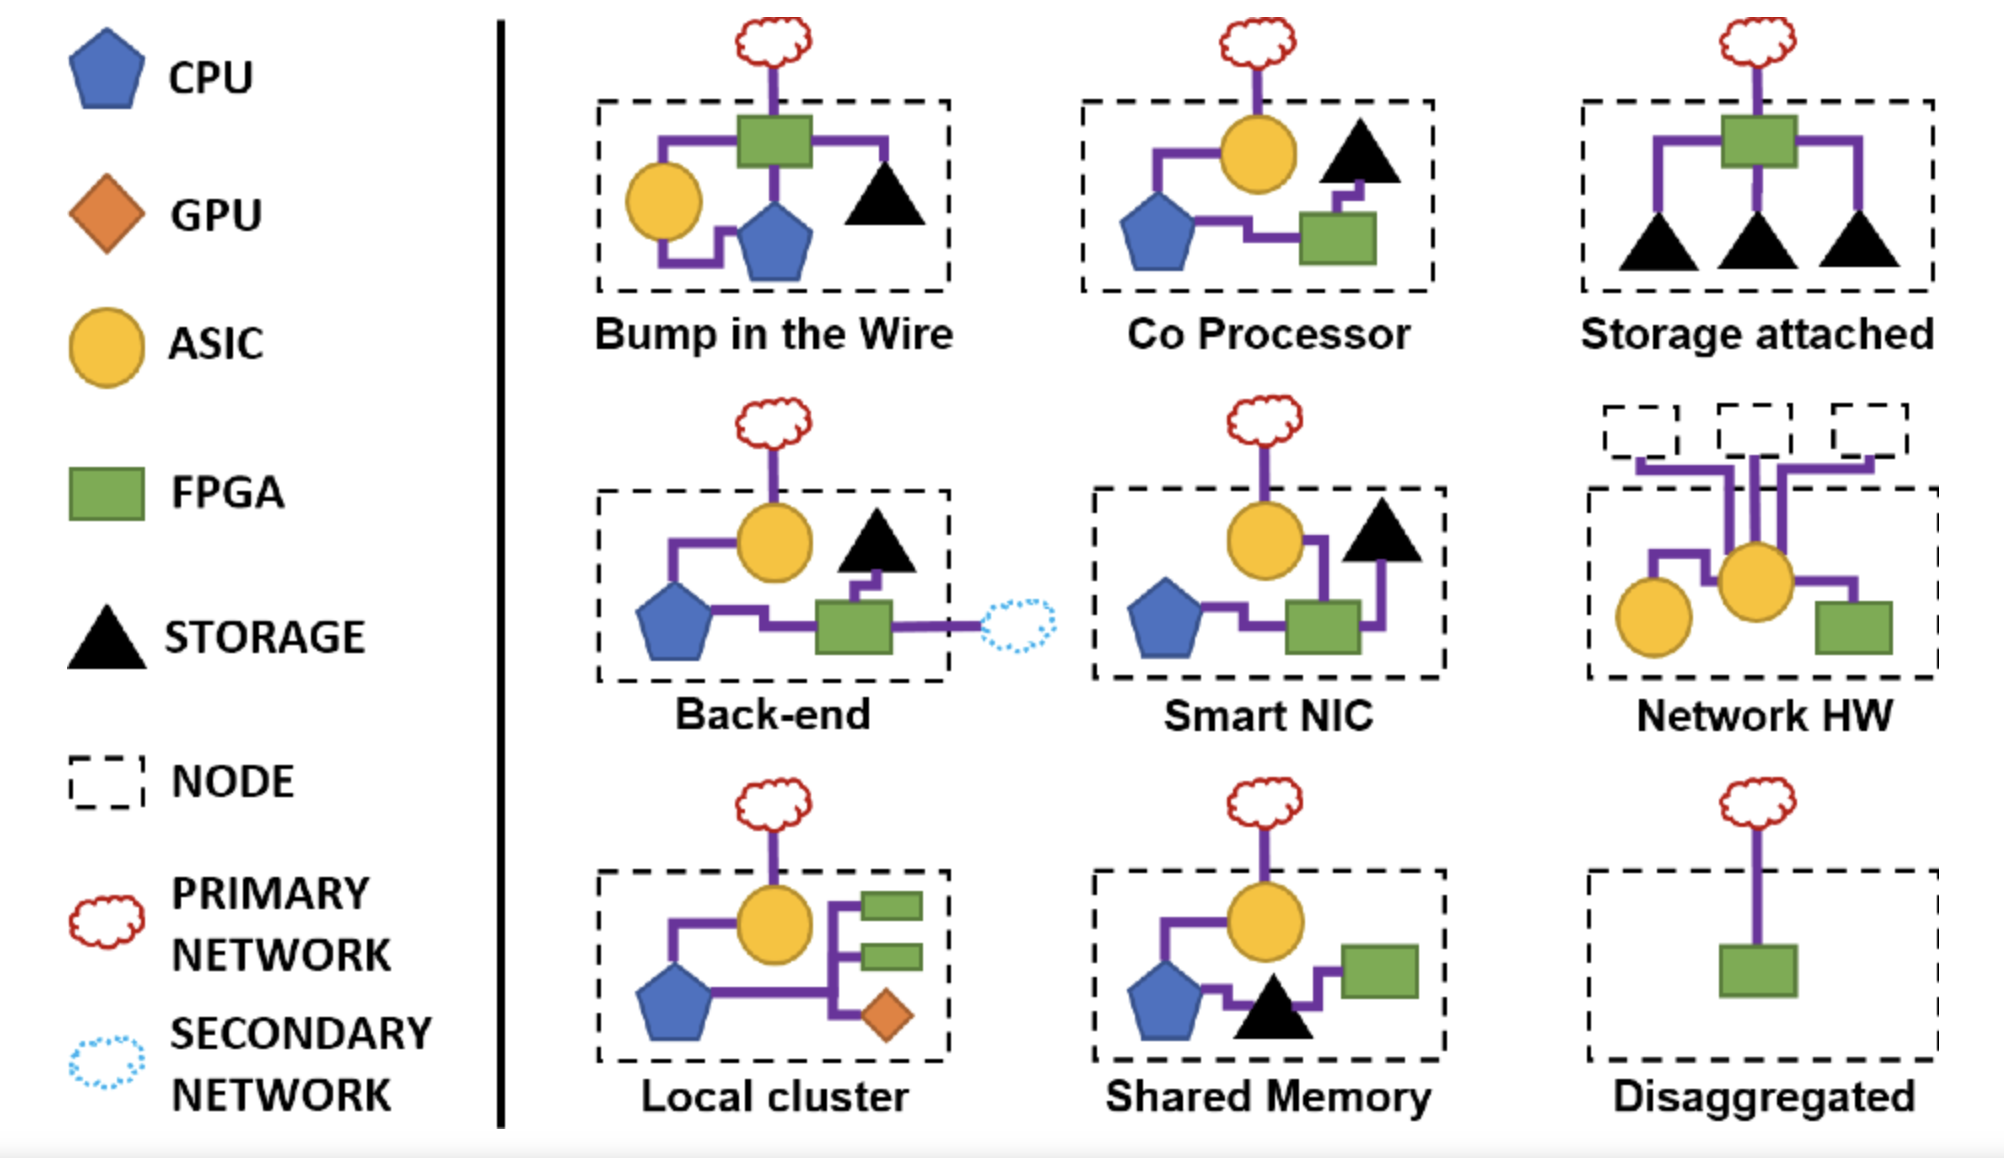 CPU
GPU
ASIC
FPGA
STORAGE
NODE
PRIMARY
NETWORK
SECONDARY
NETWORK
Bump in the Wire
Co Processor
Storage attached
Back-end
Smart NIC
Network HW
Local cluster
Shared Memory
Disaggregated